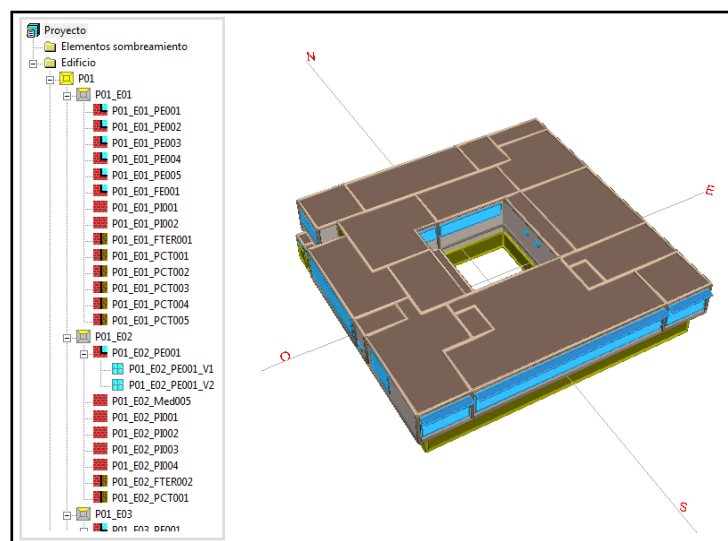 Proyecto
Elementos sombreamiento
Edificio
P01
P01_E01
P01_E01_PE001
P01_E01_PE002
P01_E01_PE003
P01_E01_PE004
P01_E01_PE005
P01_E01_FE001
P01_E01_PI001
P01_E01_PI002
P01_E01_FTER001
P01_E01_PCT001
P01_E01_PCT002
P01_E01_PCT003
P01_E01_PCT004
P01_E01_PCT005
P01_E02
P01_E02_PE001
P01_E02_PE001_V1
P01_E02_PE001_V2
P01_E02_Med005
P01_E02_PI001
P01_E02_PI002
P01_E02_PI003
P01_E02_PI004
P01_E02_FTER002
P01_E02_PCT001
P01_E03
P01_E03_PE001
N
E
O
S